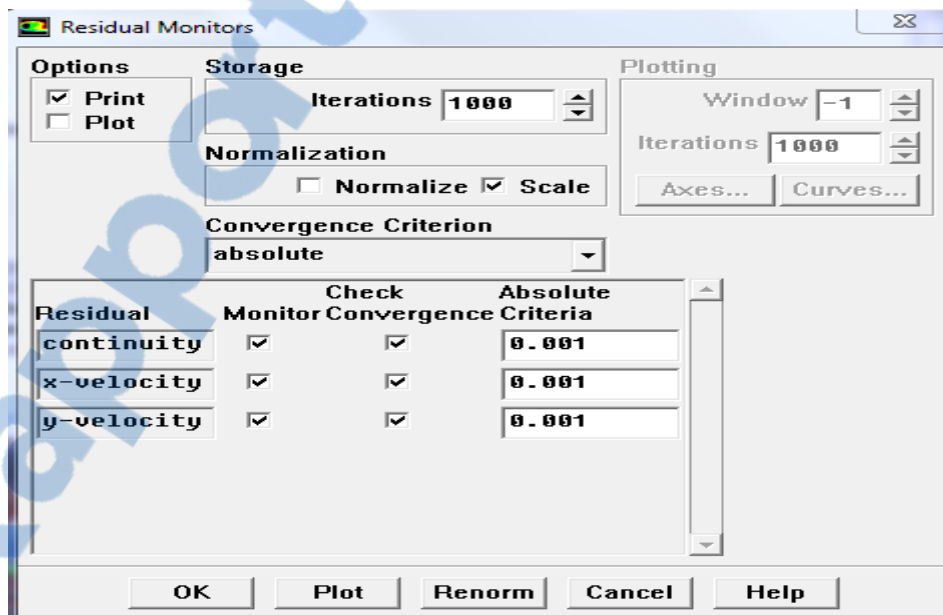 Residual Monitors
Options
Print
Plot
Storage
Iterations 1000
Normalization
Normalize Scale
Convergence Criterion
absolute
Plotting
Window -1
Iterations 1000
Axes... Curves...
Residual Monitor Check Convergence Absolute Criteria
continuity 0.001
x-velocity 0.001
y-velocity 0.001
OK Plot Renorm Cancel Help